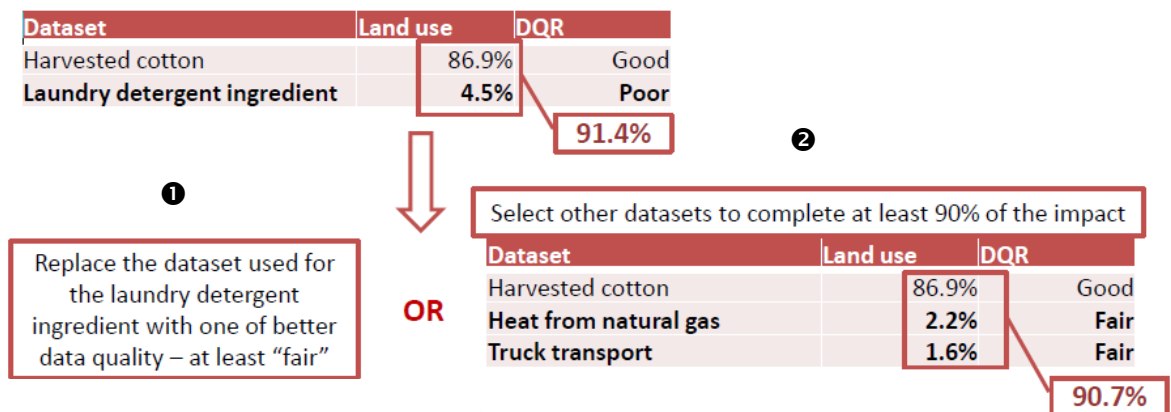 Dataset Land use DQR
Harvested cotton 86.9% Good
Laundry detergent ingredient 4.5% Poor
91.4%
❶
Replace the dataset used for
the laundry detergent
ingredient with one of better
data quality – at least “fair”
OR
❷
Select other datasets to complete at least 90% of the impact
Dataset Land use DQR
Harvested cotton 86.9% Good
Heat from natural gas 2.2% Fair
Truck transport 1.6% Fair
90.7%